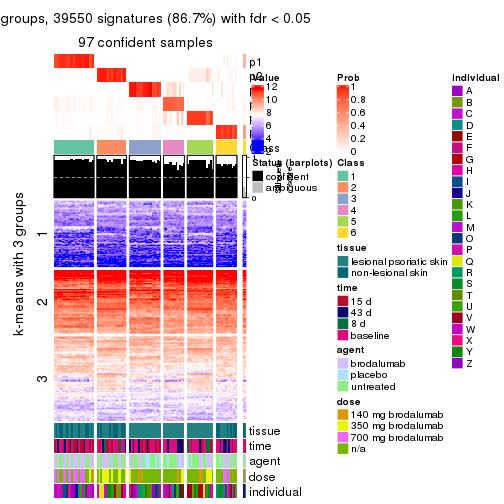 groups, 39550 signatures (86.7%) with fdr < 0.05
97 confident samples
p1
Value
12
10
8
6
4
2
Prob
1
0.8
0.6
0.4
0.2
0
individual
A
B
C
D
E
F
G
H
I
J
K
L
M
O
P
Q
R
S
T
U
V
W
X
Y
Z
Status (barplots)
confident
ambiguous
Class
1
2
3
4
5
6
tissue
lesional psoriatic skin
non-lesional skin
time
15 d
43 d
8 d
baseline
agent
brodalumab
placebo
untreated
dose
140 mg brodalumab
350 mg brodalumab
700 mg brodalumab
n/a
k-means with 3 groups
1
2
3
tissue
time
agent
dose
individual